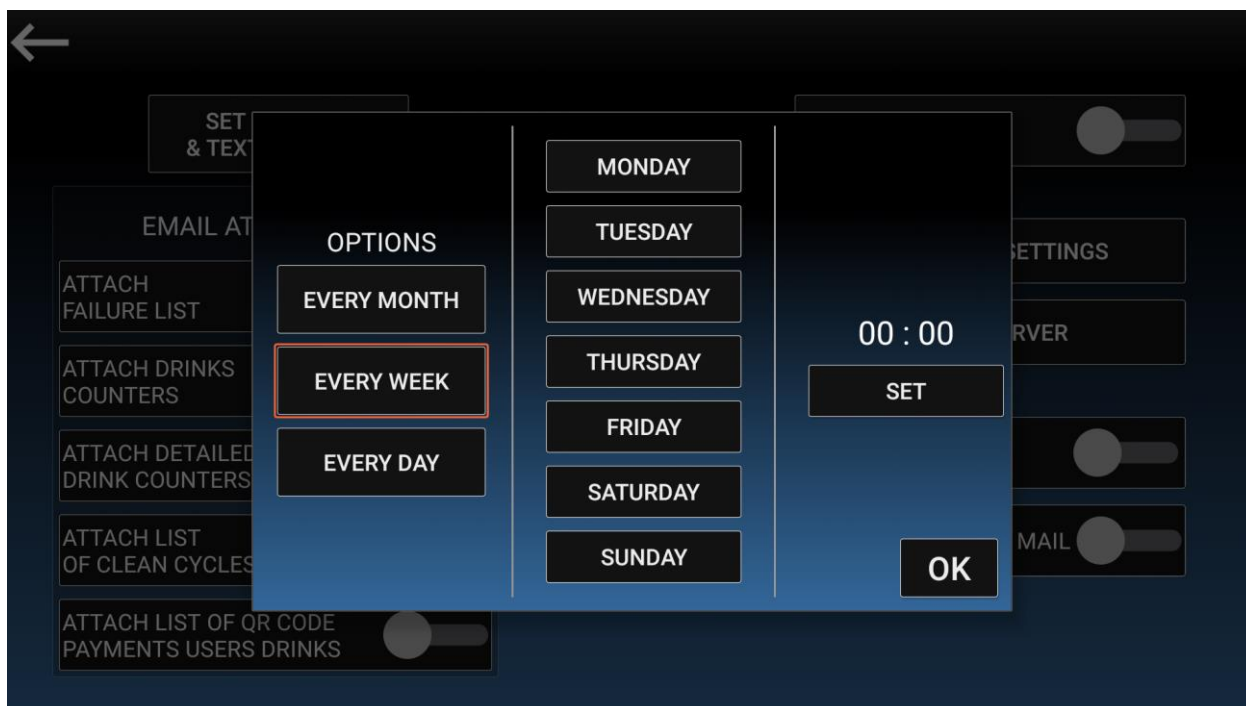 SET
& TEXT
EMAIL AT
ATTACH
FAILURE LIST
ATTACH DRINKS
COUNTERS
ATTACH DETAILED
DRINK COUNTERS
ATTACH LIST
OF CLEAN CYCLES
ATTACH LIST OF QR CODE
PAYMENTS USERS DRINKS
OPTIONS
EVERY MONTH
EVERY WEEK
EVERY DAY
MONDAY
TUESDAY
WEDNESDAY
THURSDAY
FRIDAY
SATURDAY
SUNDAY
00 : 00
SET
OK
SETTINGS
RVER
MAIL